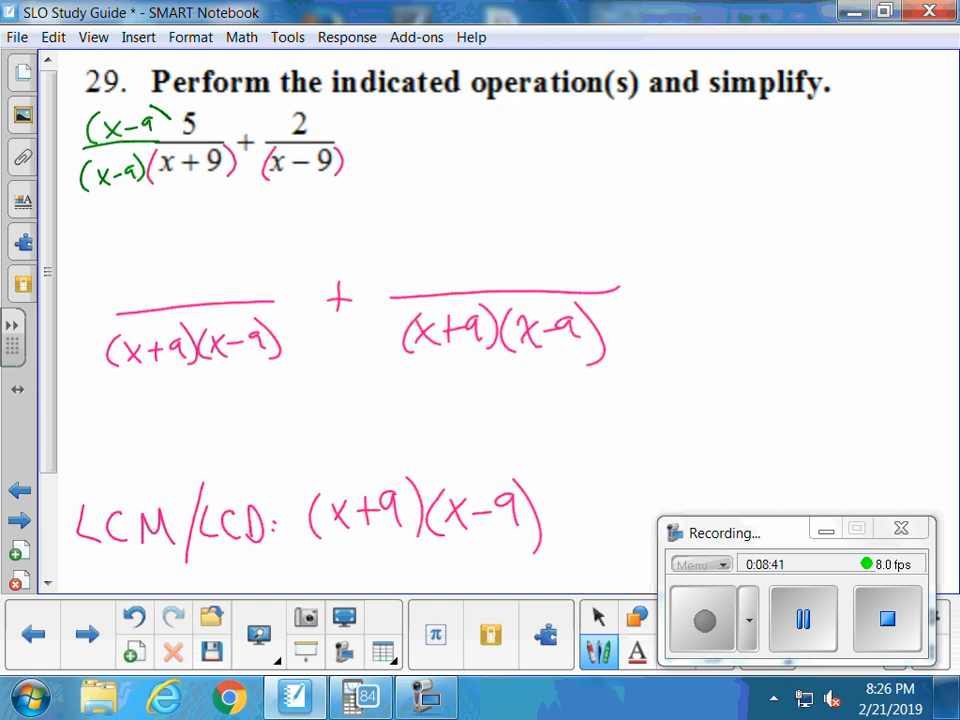 SLO Study Guide * - SMART Notebook
File Edit View Insert Format Math Tools Response Add-ons Help
29. Perform the indicated operation(s) and simplify.
(x-9) 5 2
+
(x-9) (x + 9) (x − 9)
+
(x+9)(x-9) (x+9)(x-9)
LCM/LCD: (x+9)(x-9)
Recording...
Menu 0:08:41 8.0 fps
π A
84
8:26 PM
2/21/2019